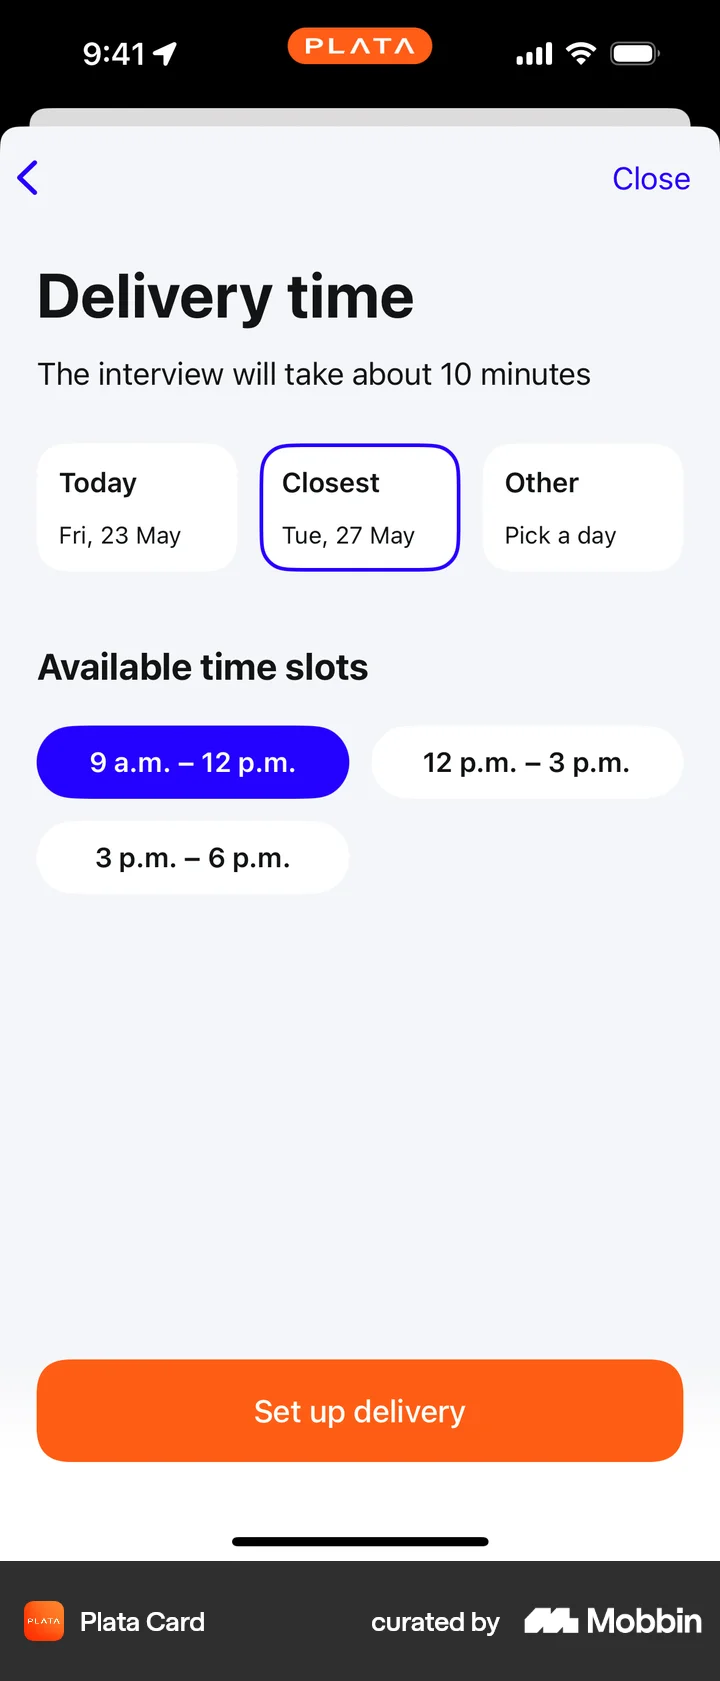 9:41
PLATA
Close
Delivery time
The interview will take about 10 minutes
Today
Fri, 23 May
Closest
Tue, 27 May
Other
Pick a day
Available time slots
9 a.m. – 12 p.m.
12 p.m. – 3 p.m.
3 p.m. – 6 p.m.
Set up delivery
PLATA
Plata Card
curated by
Mobbin